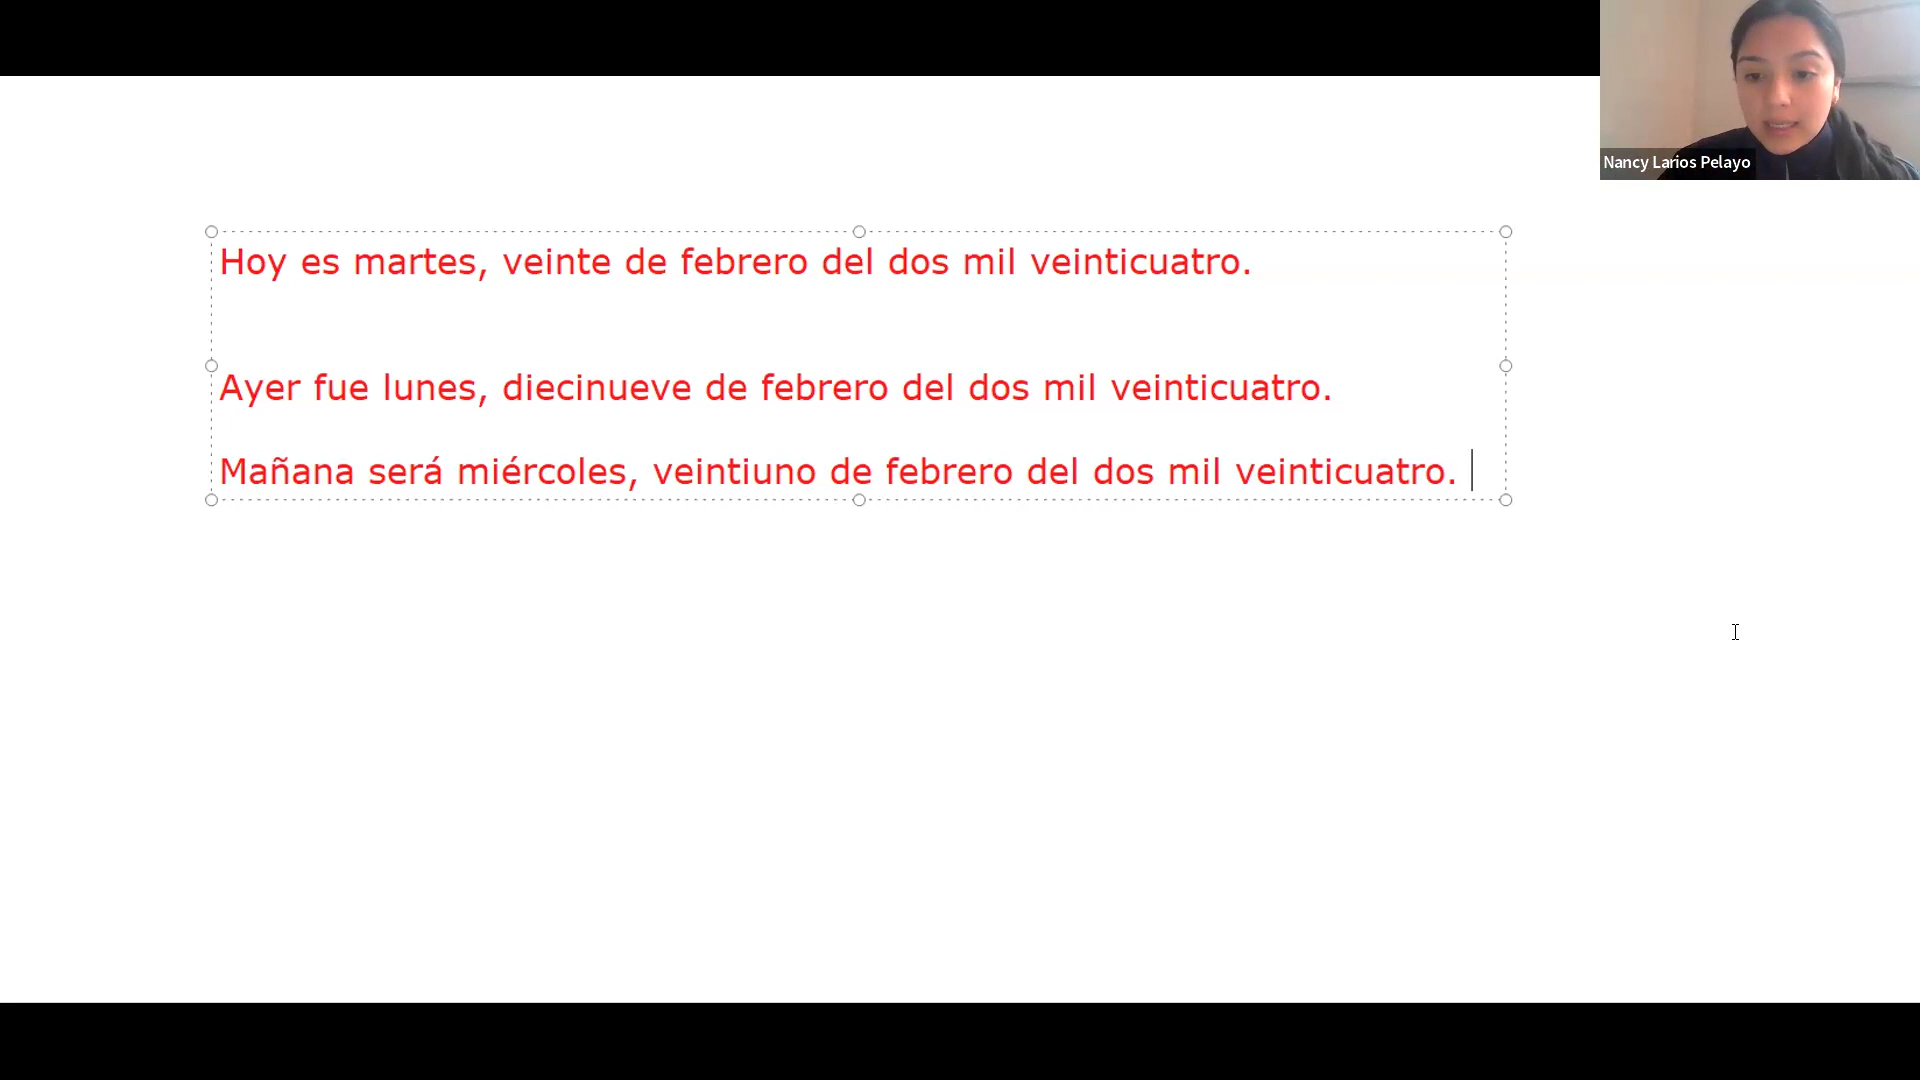 Nancy Larios Pelayo
Hoy es martes, veinte de febrero del dos mil veinticuatro.
Ayer fue lunes, diecinueve de febrero del dos mil veinticuatro.
Mañana será miércoles, veintiuno de febrero del dos mil veinticuatro.